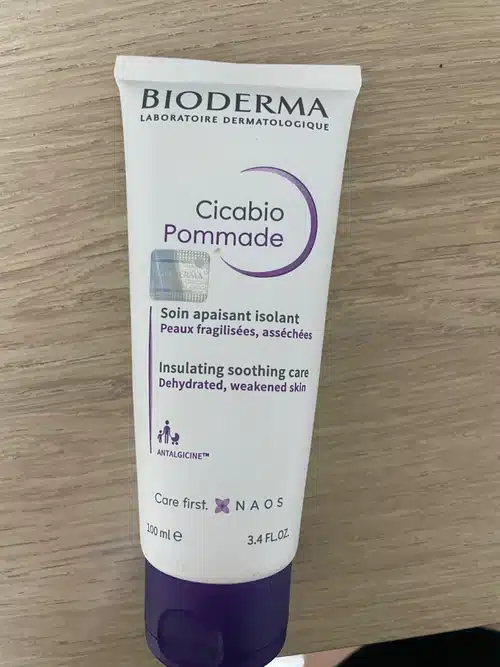 BIODERMA
LABORATOIRE DERMATOLOGIQUE
Cicabio
Pommade
BIODERMA
Soin apaisant isolant
Peaux fragilisées, asséchées
Insulating soothing care
Dehydrated, weakened skin
ANTALGICINE™
Care first. NAOS
100 ml ℮ 3.4 FL.OZ.